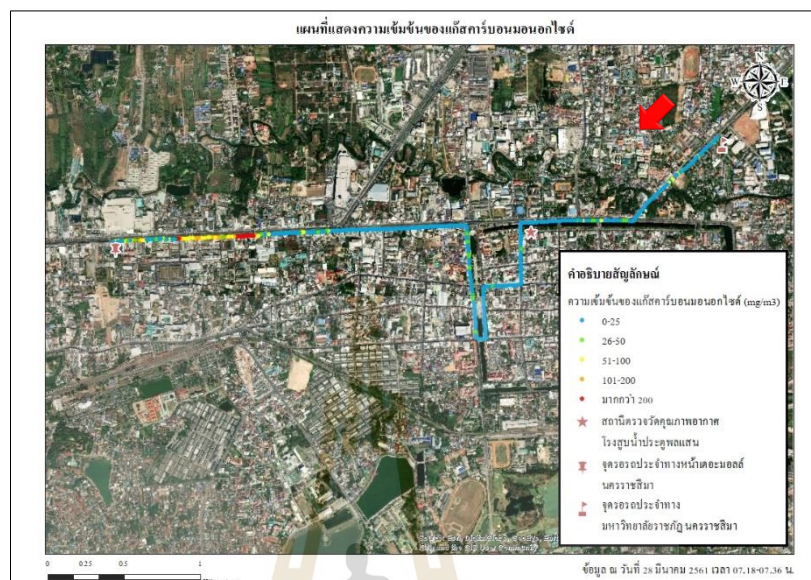 แผนที่แสดงความเข้มข้นของแก๊สคาร์บอนมอนอกไซด์
N
W E
S
คำอธิบายสัญลักษณ์
ความเข้มข้นของแก๊สคาร์บอนมอนอกไซด์ (mg/m3)
0-25
26-50
51-100
101-200
มากกว่า 200
สถานีตรวจวัดคุณภาพอากาศ
โรงสูบน้ำประตูพลแสน
จุดจอรถประจำทางหน้าเดอะมอลล์
นครราชสีมา
จุดจอรถประจำทาง
มหาวิทยาลัยราชภัฏนครราชสีมา
0 0.25 0.5 1
ข้อมูล ณ วันที่ 28 มีนาคม 2561 เวลา 07.18-07.36 น.